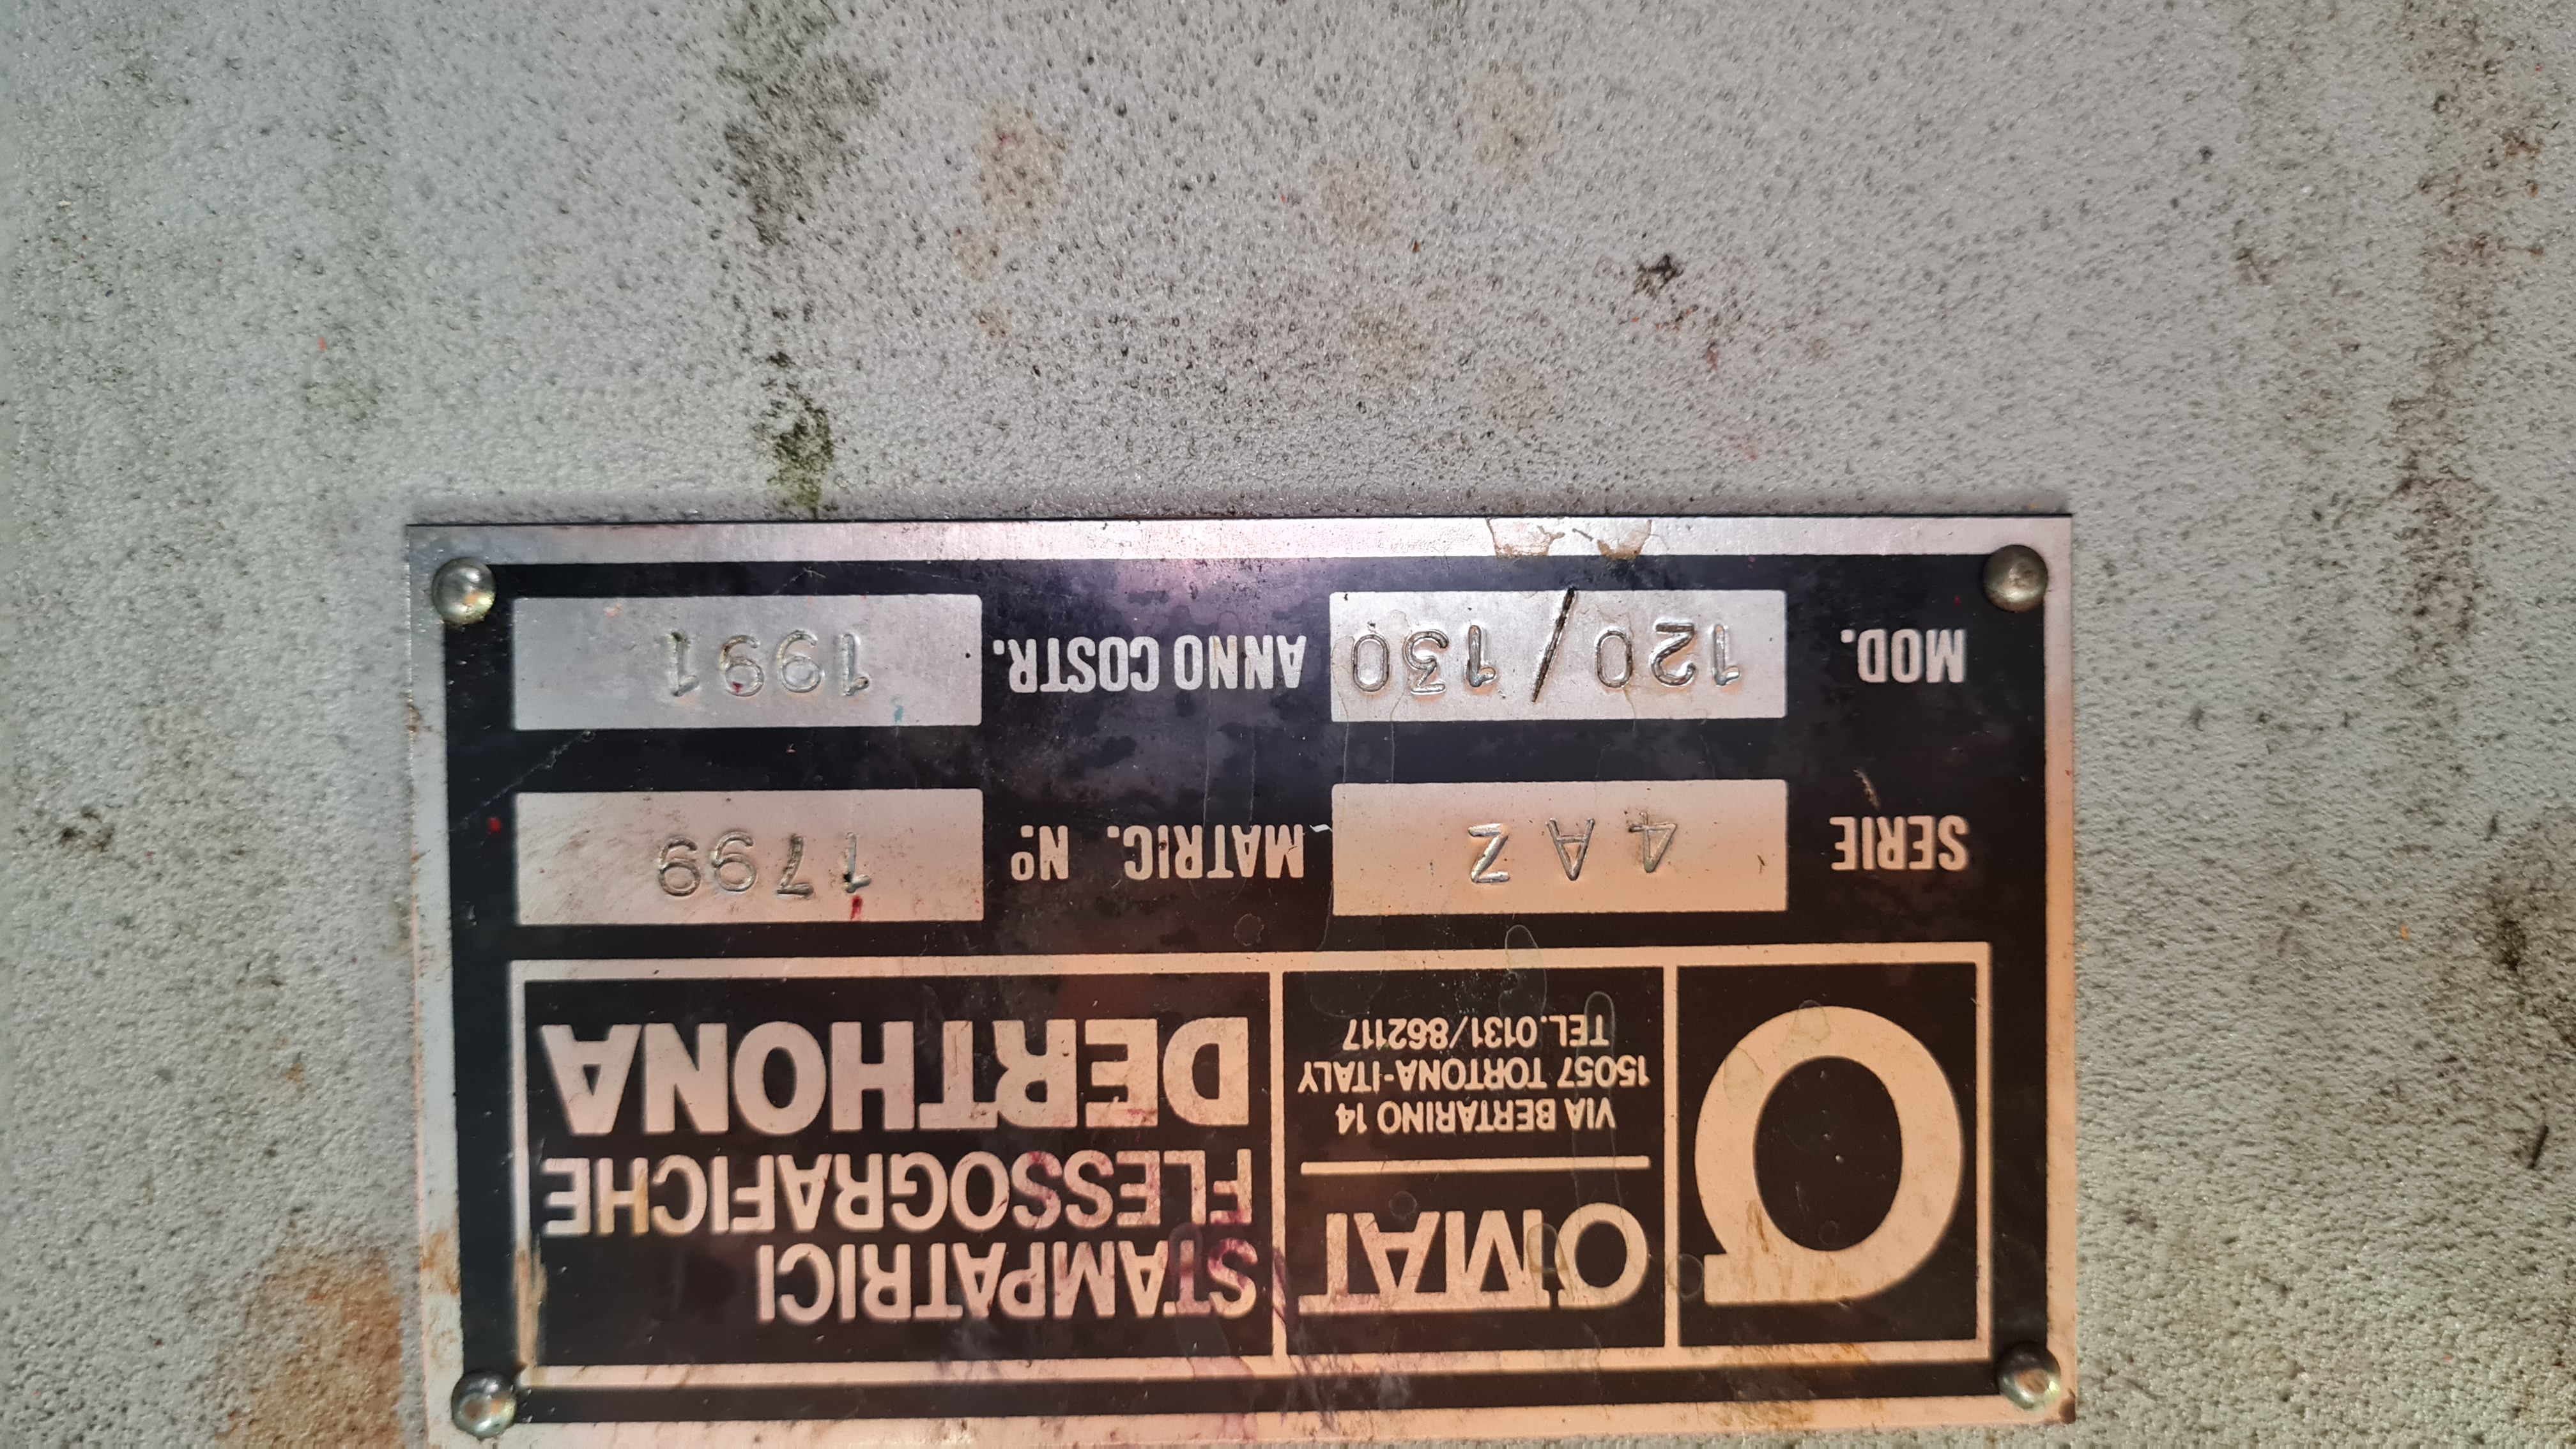 OMAT
VIA BERTARINO 14
15057 TORTONA-ITALY
TEL. 0131/862117
STAMPATRICI
FLESSOGRAFICHE
DERTHONA
SERIE 4 A Z MATRIC. Nº 1799
MOD. 120/130 ANNO COSTR. 1991